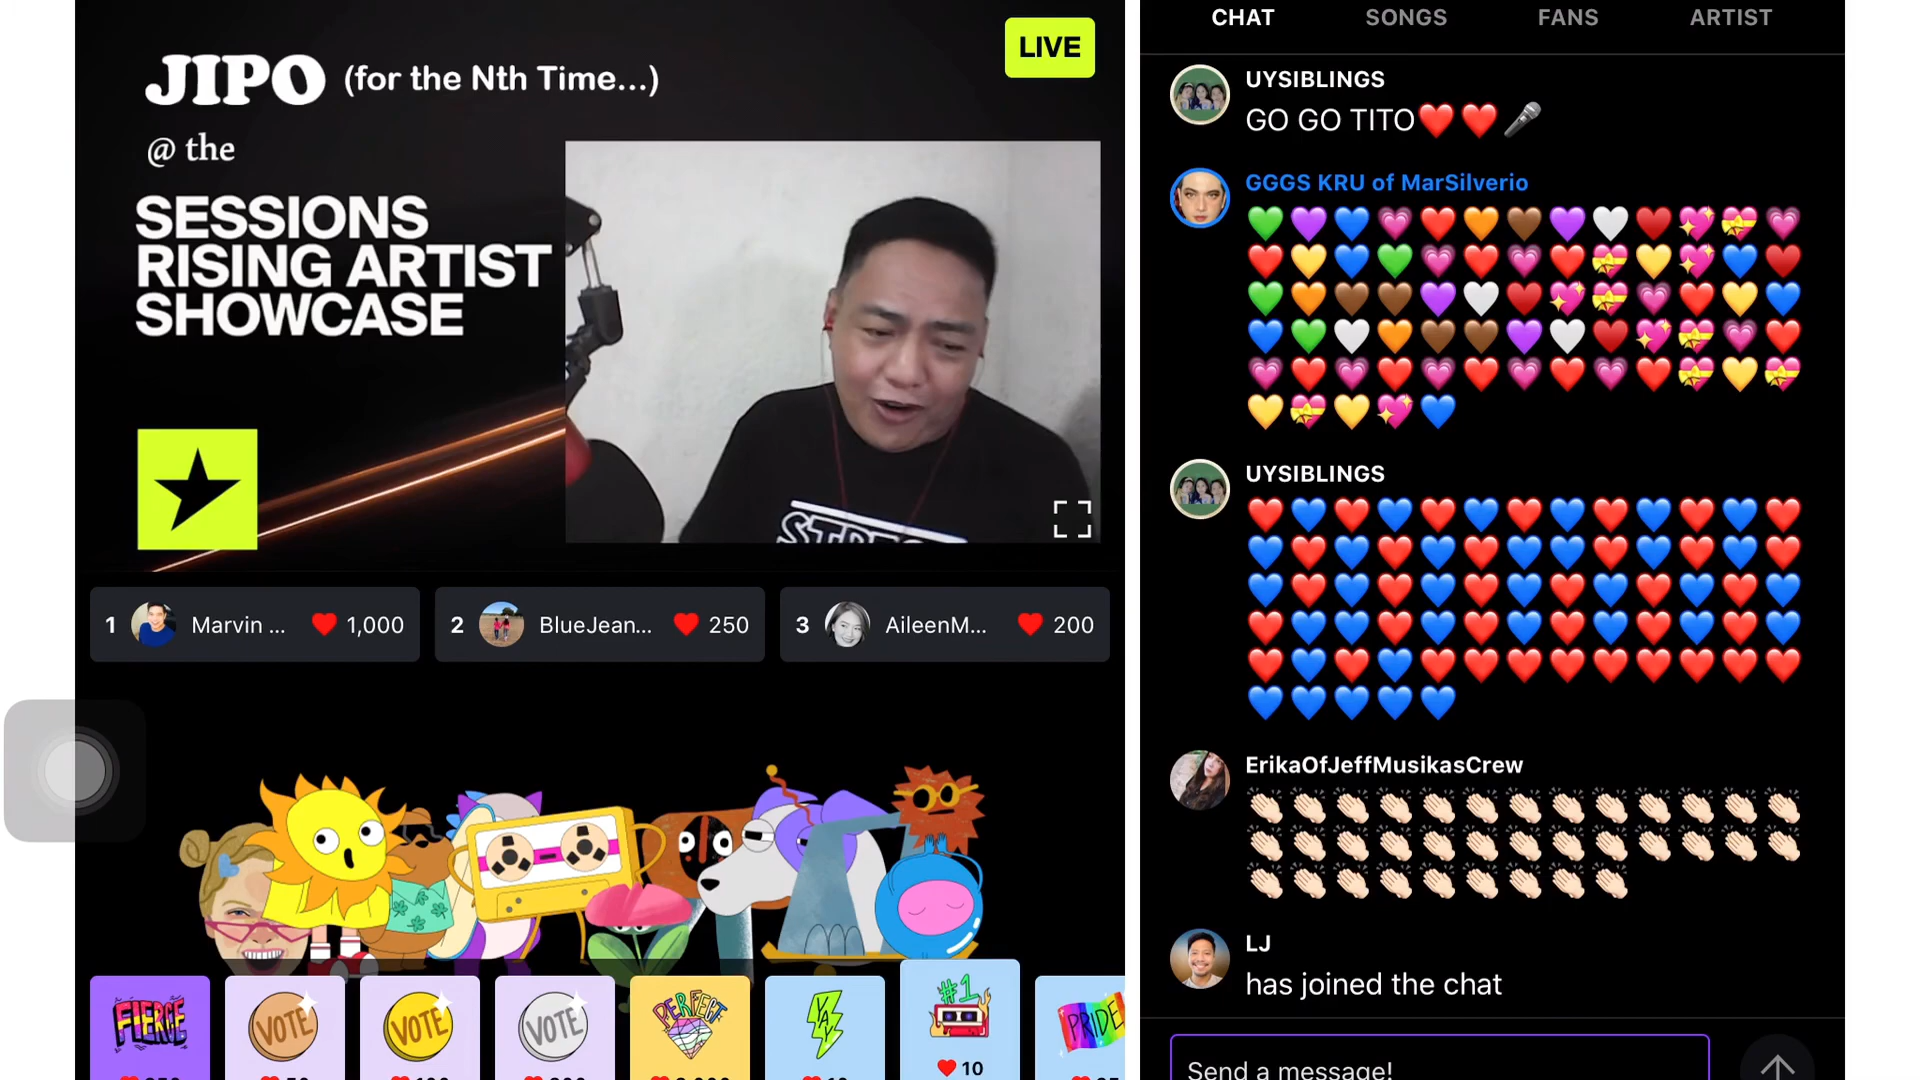 JIPO (for the Nth Time...)
LIVE
@ the
SESSIONS
RISING ARTIST
SHOWCASE
1 Marvin ... ❤️ 1,000
2 BlueJean... ❤️ 250
3 AileenM... ❤️ 200
FIERCE
VOTE
VOTE
VOTE
PERFECT
YAY
#1
PRIDE
10
CHAT SONGS FANS ARTIST
UYSIBLINGS
GO GO TITO❤️❤️🎤
GGGS KRU of MarSilverio
UYSIBLINGS
ErikaOfJeffMusikasCrew
LJ
has joined the chat
Send a message!